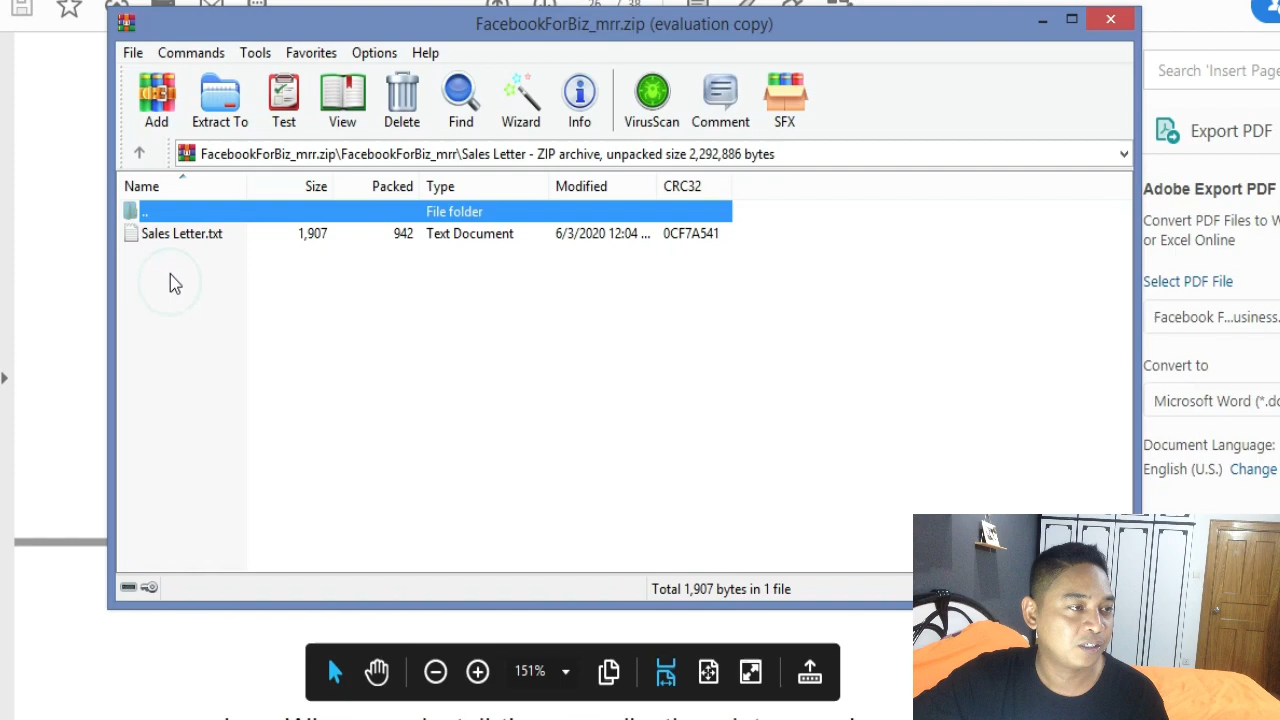 FacebookForBiz_mrr.zip (evaluation copy)
File Commands Tools Favorites Options Help
Search 'Insert Page
Add Extract To Test View Delete Find Wizard Info VirusScan Comment SFX
Export PDF
FacebookForBiz_mrr.zip\FacebookForBiz_mrr\Sales Letter - ZIP archive, unpacked size 2,292,886 bytes
Name Size Packed Type Modified CRC32
Adobe Export PDF
.. File folder
Convert PDF Files to W
Sales Letter.txt 1,907 942 Text Document 6/3/2020 12:04 ... 0CF7A541
or Excel Online
Select PDF File
Facebook F...usiness.
Convert to
Microsoft Word (*.do
Document Language:
English (U.S.) Change
Total 1,907 bytes in 1 file
151%